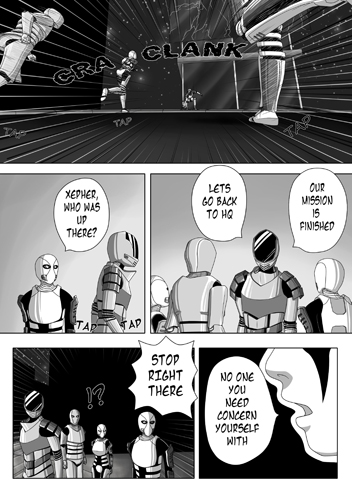 CRA
CLANK
TAP
TAP
TAP
XEPHER,
WHO WAS
UP
THERE?
TAP
TAP
LETS
GO BACK
TO HQ
OUR
MISSION
IS
FINISHED
!?
STOP
RIGHT
THERE
NO ONE
YOU
NEED
CONCERN
YOURSELF
WITH